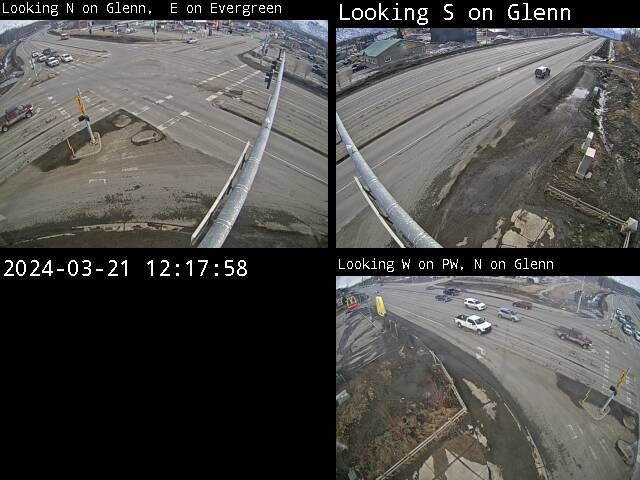 Looking N on Glenn, E on Evergreen
Looking S on Glenn
2024-03-21 12:17:58
Looking W on PW, N on Glenn